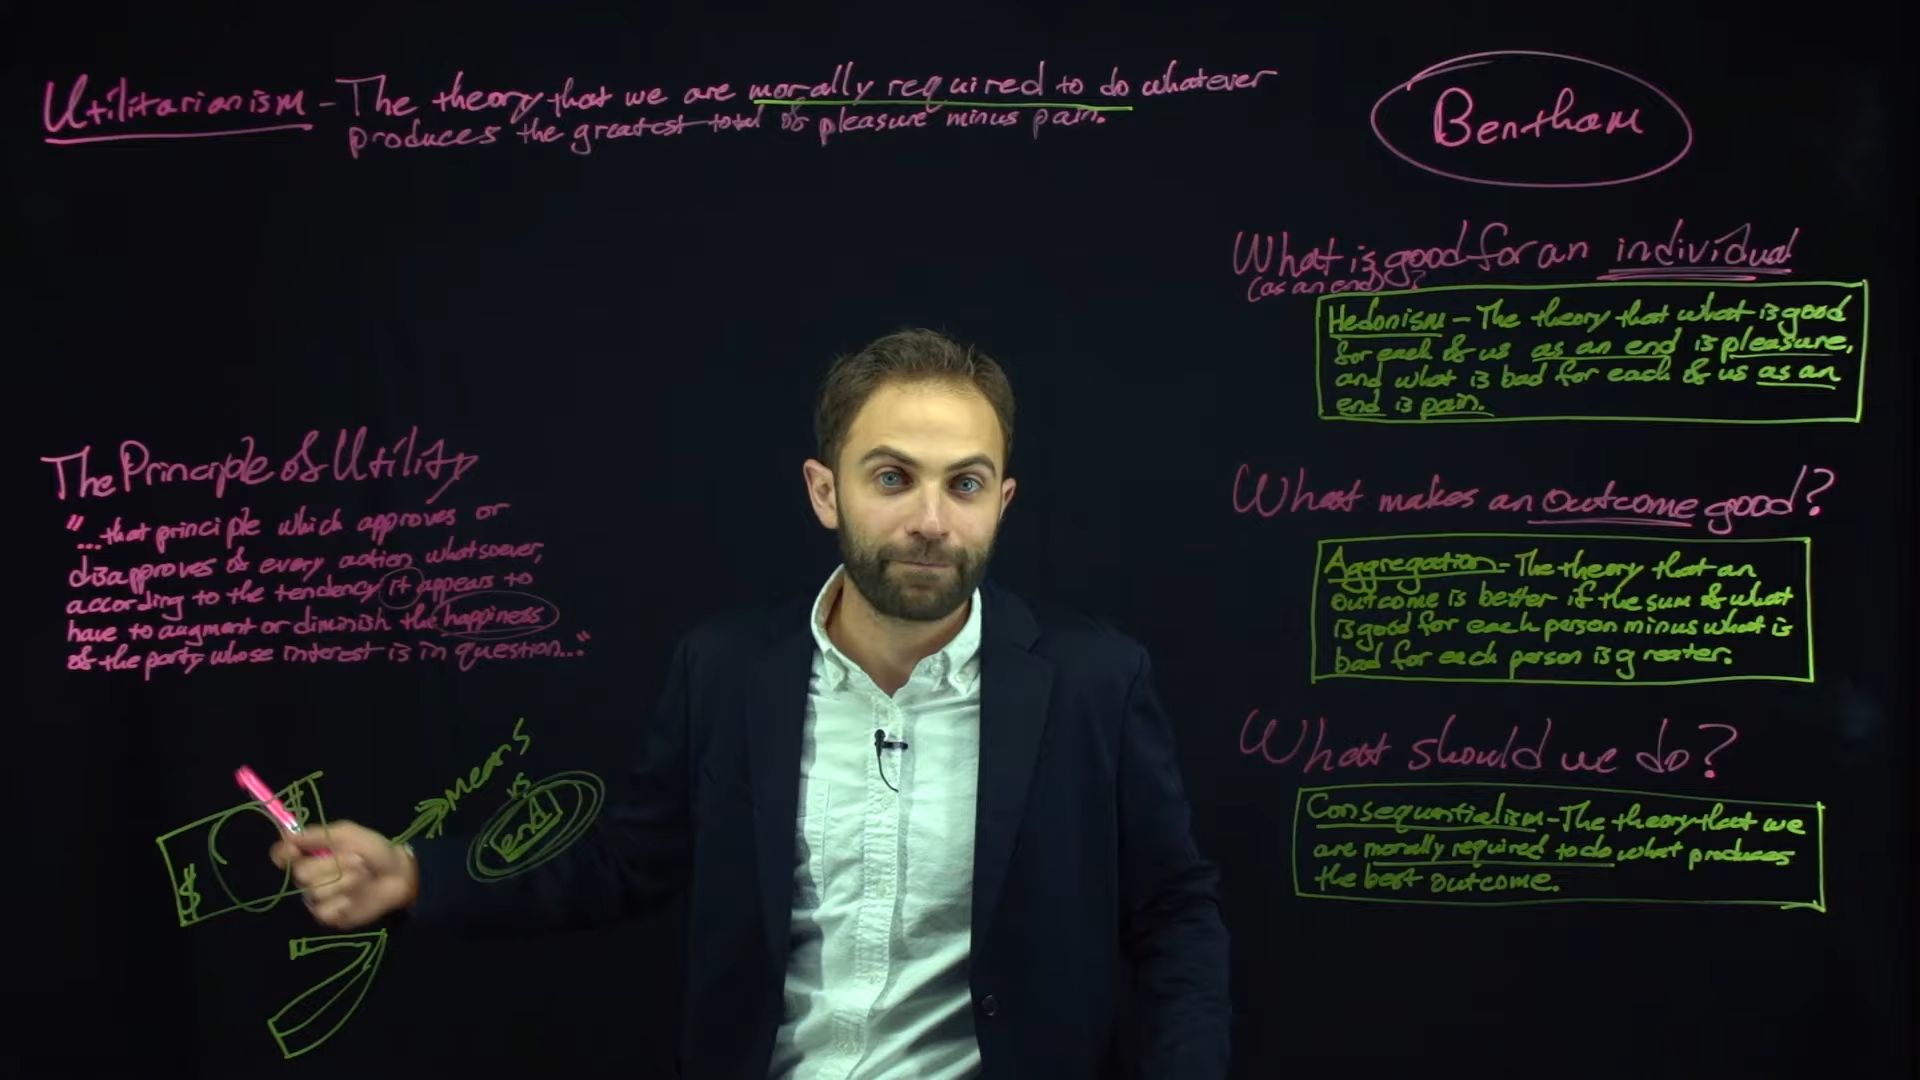 Utilitarianism - The theory that we are morally required to do whatever
produces the greatest total of pleasure minus pain.
Bentham
The Principle of Utility
"...that principle which approves or
disapproves of every action whatsoever,
according to the tendency it appears to
have to augment or diminish the happiness
of the party whose interest is in question..."
$ $
means
vs
end
What is good for an individual
(as an end)?
Hedonism - The theory that what is good
for each of us as an end is pleasure,
and what is bad for each of us as an
end is pain.
What makes an outcome good?
Aggregation - The theory that an
outcome is better if the sum of what
is good for each person minus what is
bad for each person is greater.
What should we do?
Consequentialism - The theory that we
are morally required to do what produces
the best outcome.